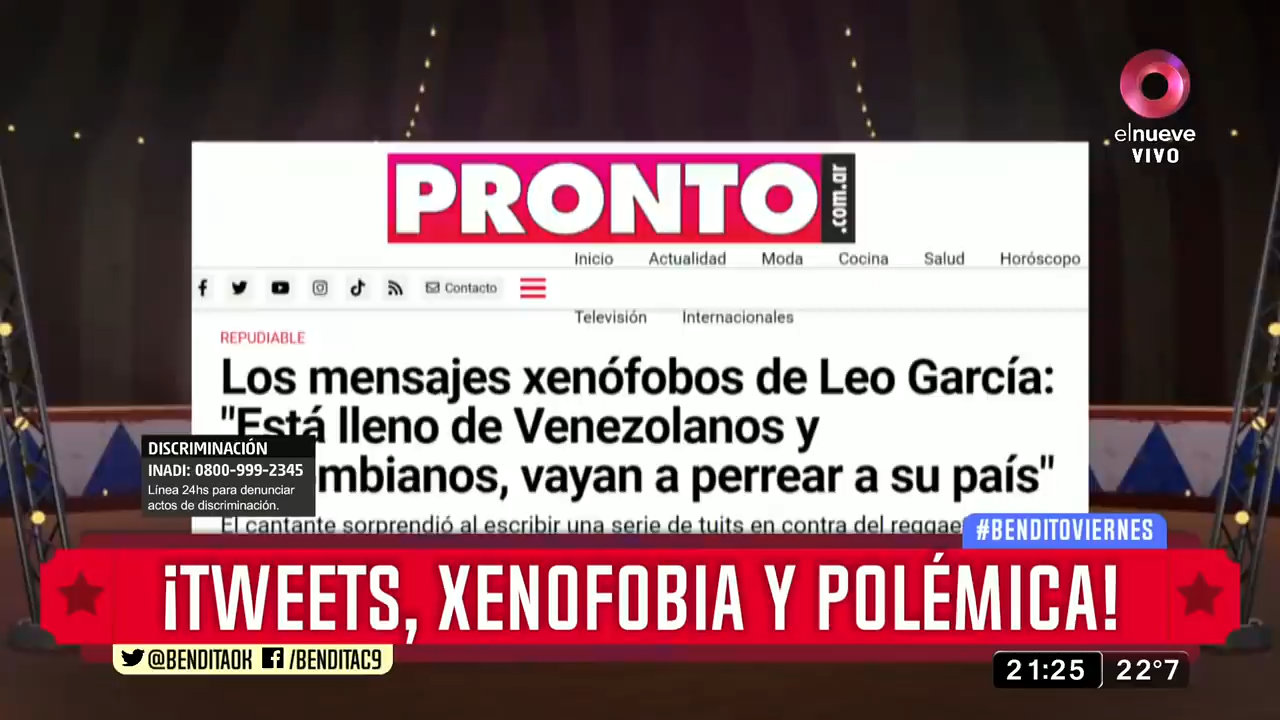 elnueve
VIVO
PRONTO
.com.ar
Inicio Actualidad Moda Cocina Salud Horóscopo
Contacto
Televisión Internacionales
REPUDIABLE
Los mensajes xenófobos de Leo García:
"Está lleno de Venezolanos y
mbianos, vayan a perrear a su país"
DISCRIMINACIÓN
INADI: 0800-999-2345
Línea 24hs para denunciar
actos de discriminación.
El cantante sorprendió al escribir una serie de tuits en contra del reggae
#BENDITOVIERNES
¡TWEETS, XENOFOBIA Y POLÉMICA!
@BENDITAOK /BENDITAC9
21:25 22°7